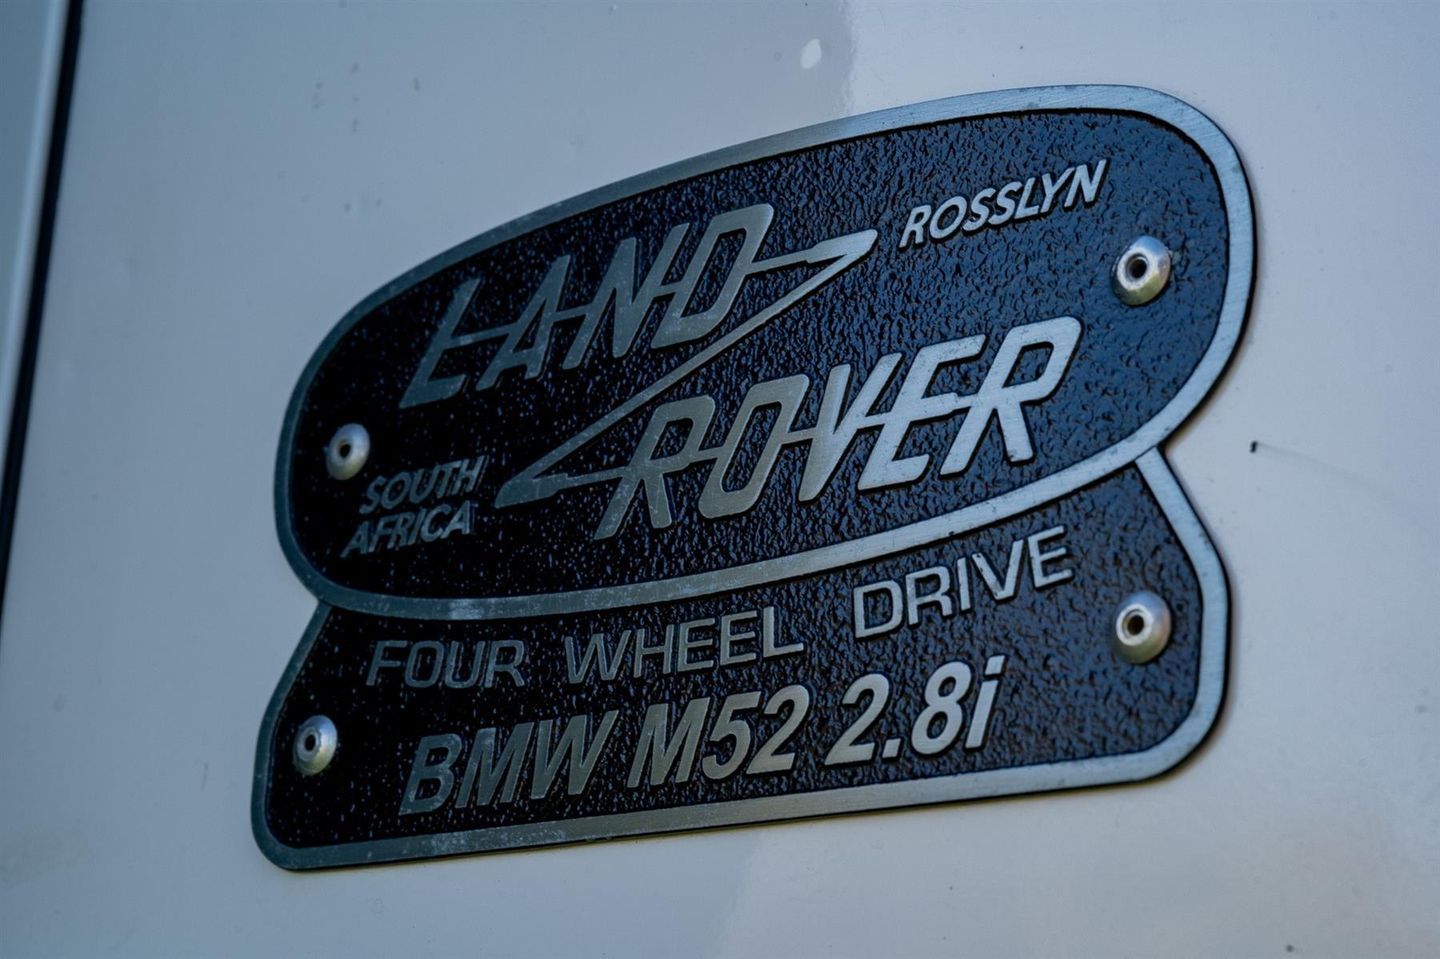 LAND
ROSSLYN
ROVER
SOUTH
AFRICA
FOUR WHEEL DRIVE
BMW M52 2.8i